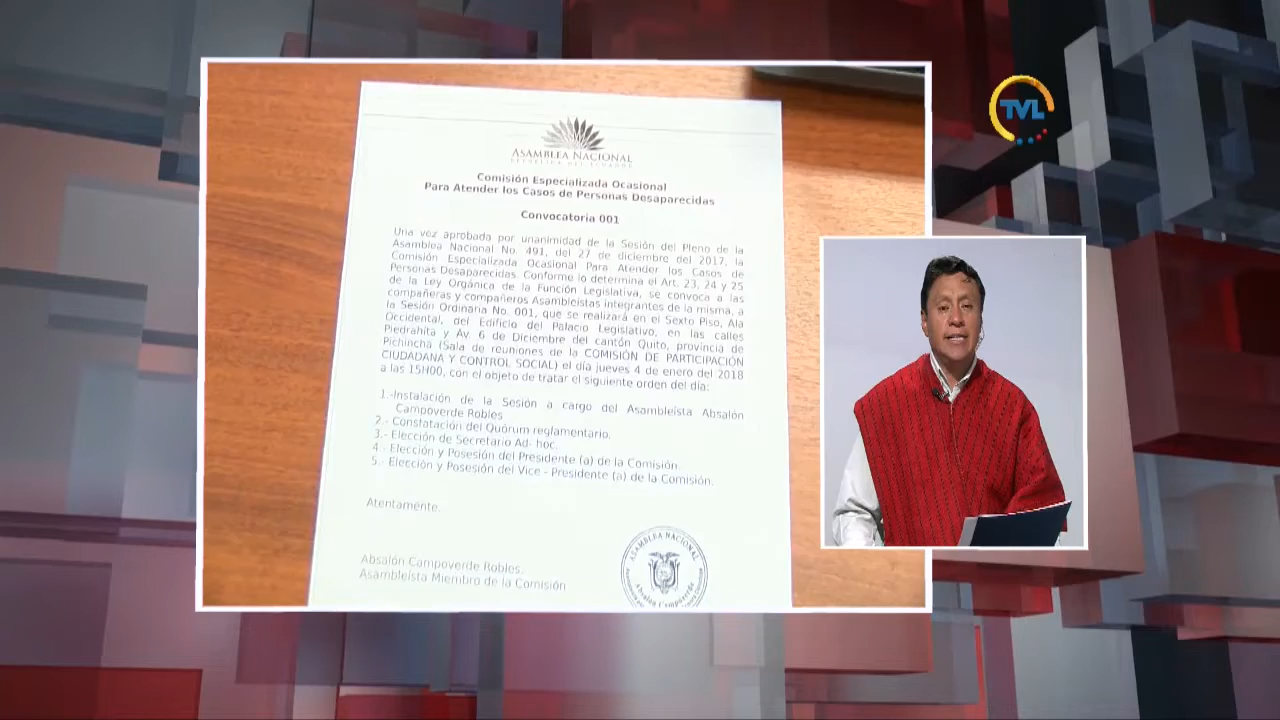 TVL
ASAMBLEA NACIONAL
REPÚBLICA DEL ECUADOR
Comisión Especializada Ocasional
Para Atender los Casos de Personas Desaparecidas
Convocatoria 001
Una vez aprobada por unanimidad de la Sesión del Pleno de la
Asamblea Nacional No. 491, del 27 de diciembre del 2017, la
Comisión Especializada Ocasional Para Atender los Casos de
Personas Desaparecidas. Conforme lo determina el Art. 23, 24 y 25
de la Ley Orgánica de la Función Legislativa, se convoca a las
compañeras y compañeros Asambleistas integrantes de la misma, a
la Sesión Ordinaria No. 001, que se realizará en el Sexto Piso, Ala
Occidental, del Edificio del Palacio Legislativo, en las calles
Piedrahita y Av. 6 de Diciembre del cantón Quito, provincia de
Pichincha (Sala de reuniones de la COMISIÓN DE PARTICIPACIÓN
CIUDADANA Y CONTROL SOCIAL) el día jueves 4 de enero del 2018
a las 15H00, con el objeto de tratar el siguiente orden del día:
1.-Instalación de la Sesión a cargo del Asambleísta Absalón
Campoverde Robles
2.- Constatación del Quórum reglamentario.
3.- Elección de Secretario Ad- hoc.
4.- Elección y Posesión del Presidente (a) de la Comisión.
5.- Elección y Posesión del Vice - Presidente (a) de la Comisión.
Atentamente.
Absalón Campoverde Robles.
Asambleísta Miembro de la Comisión
ASAMBLEA NACIONAL
Absalón Campoverde